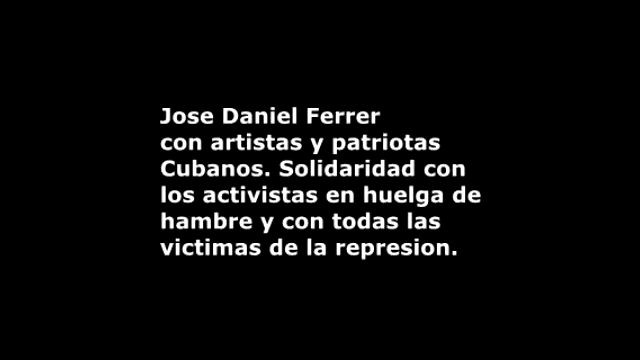 Jose Daniel Ferrer
con artistas y patriotas
Cubanos. Solidaridad con
los activistas en huelga de
hambre y con todas las
victimas de la represion.